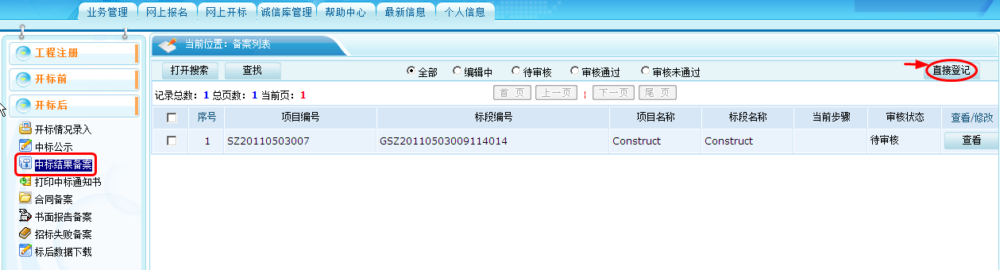 业务管理 网上报名 网上开标 诚信库管理 帮助中心 最新信息 个人信息
工程注册
开标前
开标后
开标情况录入
中标公示
中标结果备案
打印中标通知书
合同备案
书面报告备案
招标失败备案
标后数据下载
当前位置：备案列表
打开搜索 查找 全部 编辑中 待审核 审核通过 审核未通过 直接登记
记录总数：1 总页数：1 当前页：1 首 页 上一页 下一页 尾 页
序号 项目编号 标段编号 项目名称 标段名称 当前步骤 审核状态 查看/修改
1 SZ20110503007 GSZ20110503009114014 Construct Construct 待审核 查看